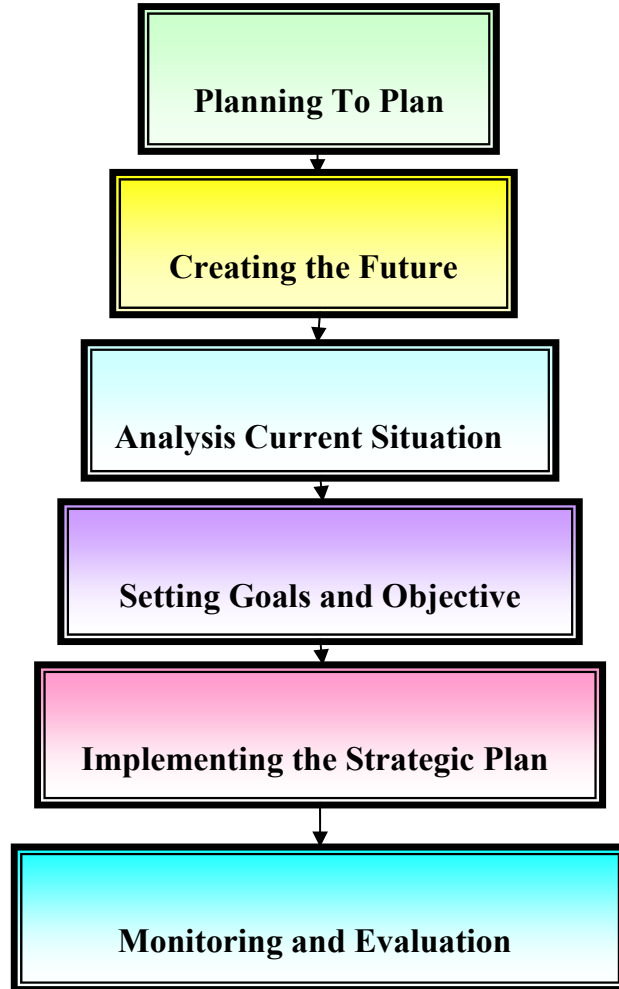 Planning To Plan
Creating the Future
Analysis Current Situation
Setting Goals and Objective
Implementing the Strategic Plan
Monitoring and Evaluation